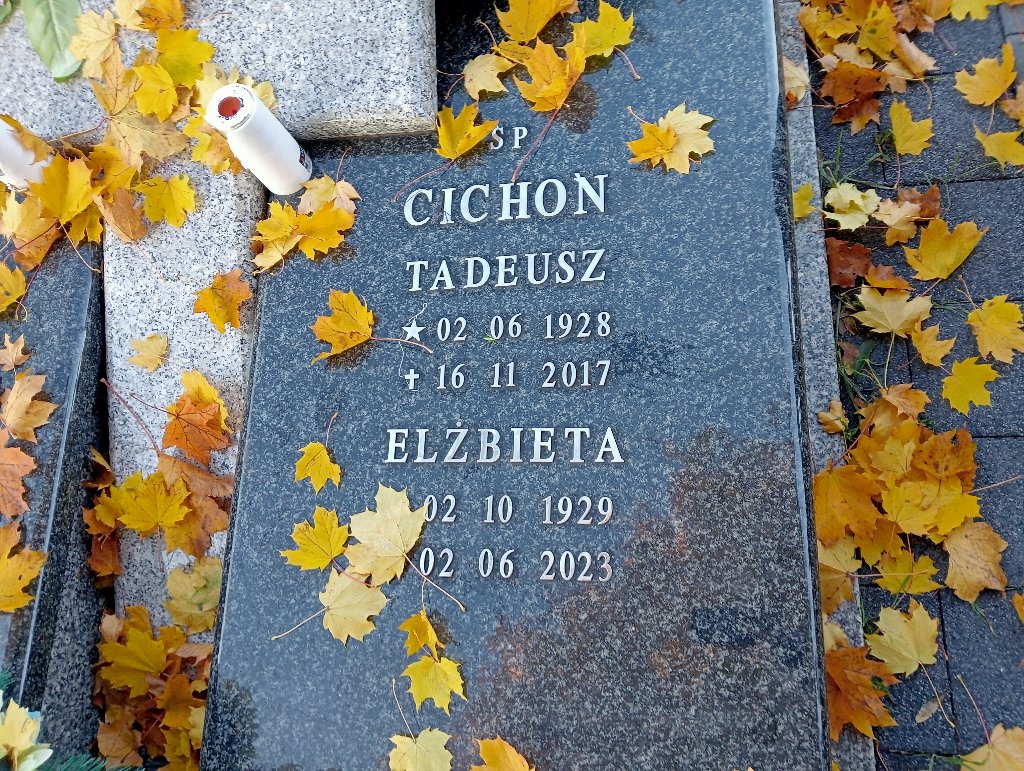 SP
CICHOŃ
TADEUSZ
★ 02 06 1928
✝ 16 11 2017
ELŻBIETA
02 10 1929
02 06 2023